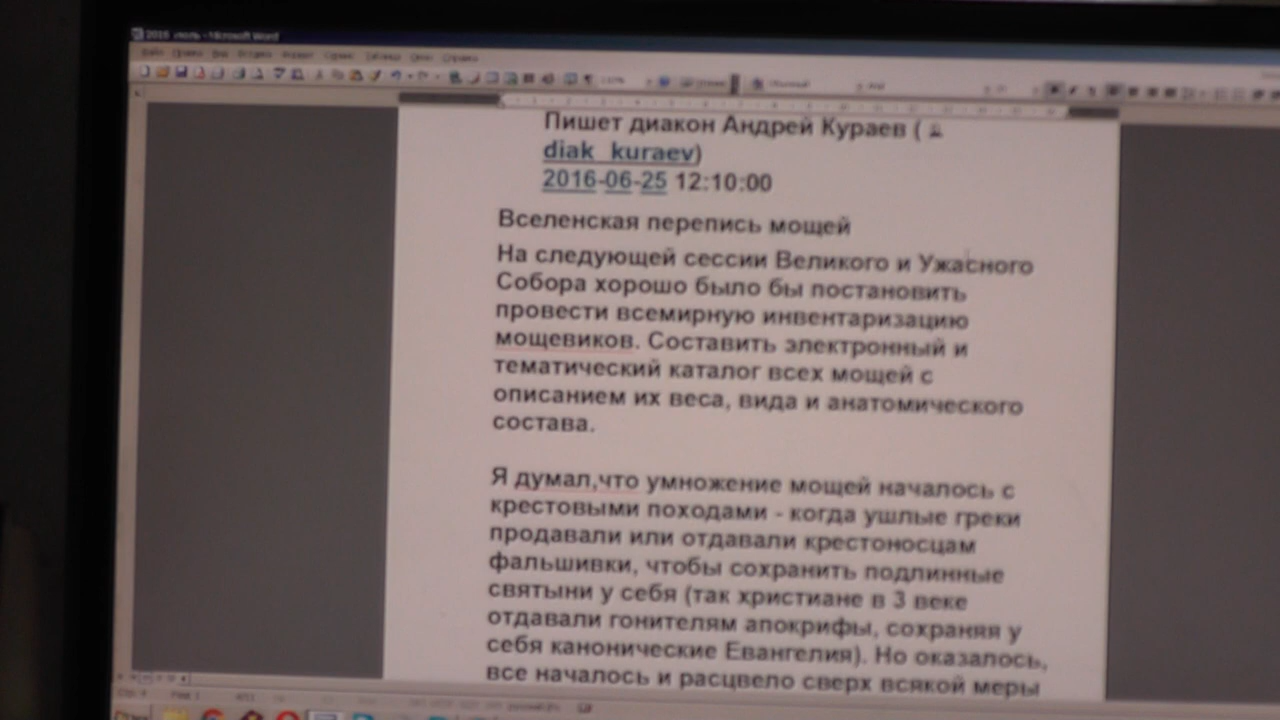 2016 июль - Microsoft Word
Пишет диакон Андрей Кураев (
diak_kuraev)
2016-06-25 12:10:00
Вселенская перепись мощей
На следующей сессии Великого и Ужасного
Собора хорошо было бы постановить
провести всемирную инвентаризацию
мощевиков. Составить электронный и
тематический каталог всех мощей с
описанием их веса, вида и анатомического
состава.
Я думал,что умножение мощей началось с
крестовыми походами - когда ушлые греки
продавали или отдавали крестоносцам
фальшивки, чтобы сохранить подлинные
святыни у себя (так христиане в 3 веке
отдавали гонителям апокрифы, сохраняя у
себя канонические Евангелия). Но оказалось,
все началось и расцвело сверх всякой меры